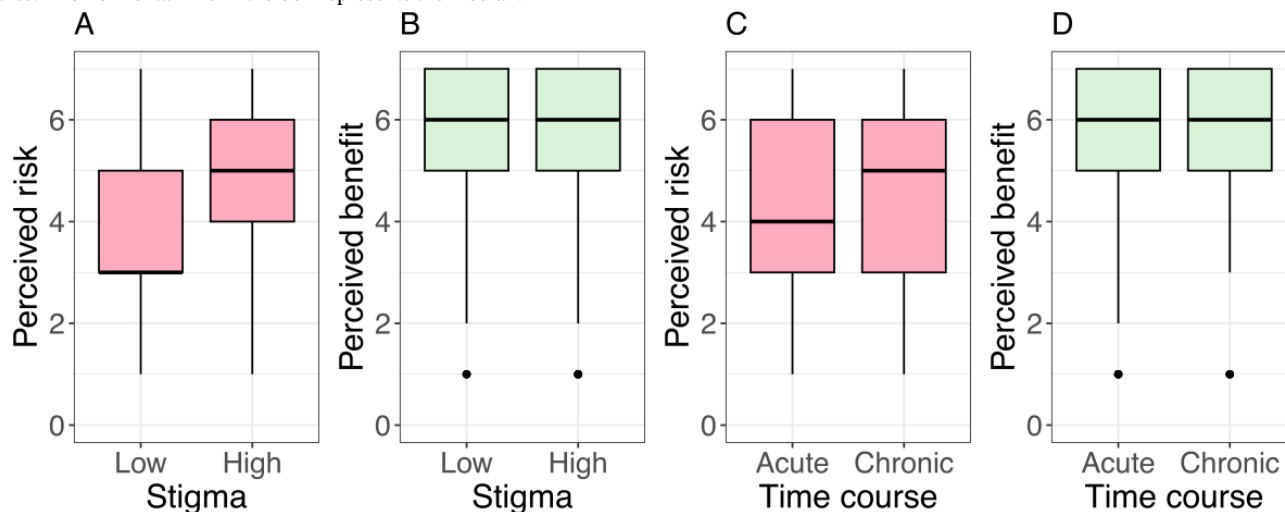 A B C D
6 6 6 6
4 4 4 4
2 2 2 2
0 0 0 0
Perceived risk
Perceived benefit
Perceived risk
Perceived benefit
Low High Low High Acute Chronic Acute Chronic
Stigma Stigma Time course Time course